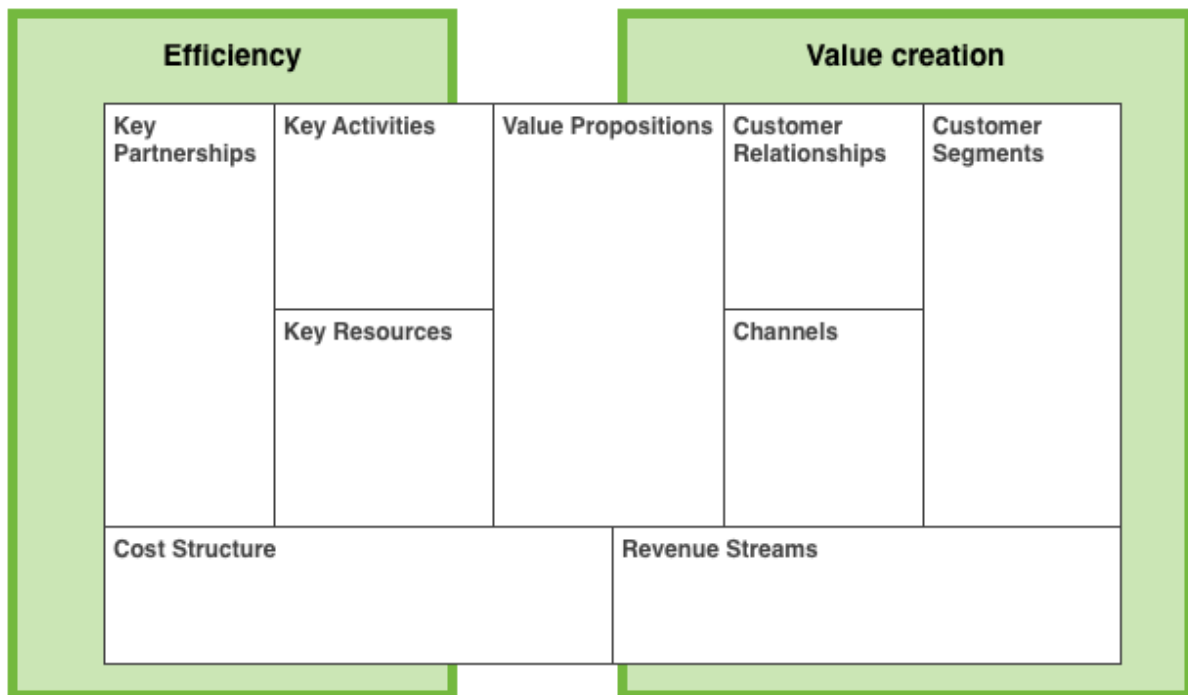 Efficiency
Value creation
Key
Partnerships
Key Activities
Value Propositions
Customer
Relationships
Customer
Segments
Key Resources
Channels
Cost Structure
Revenue Streams